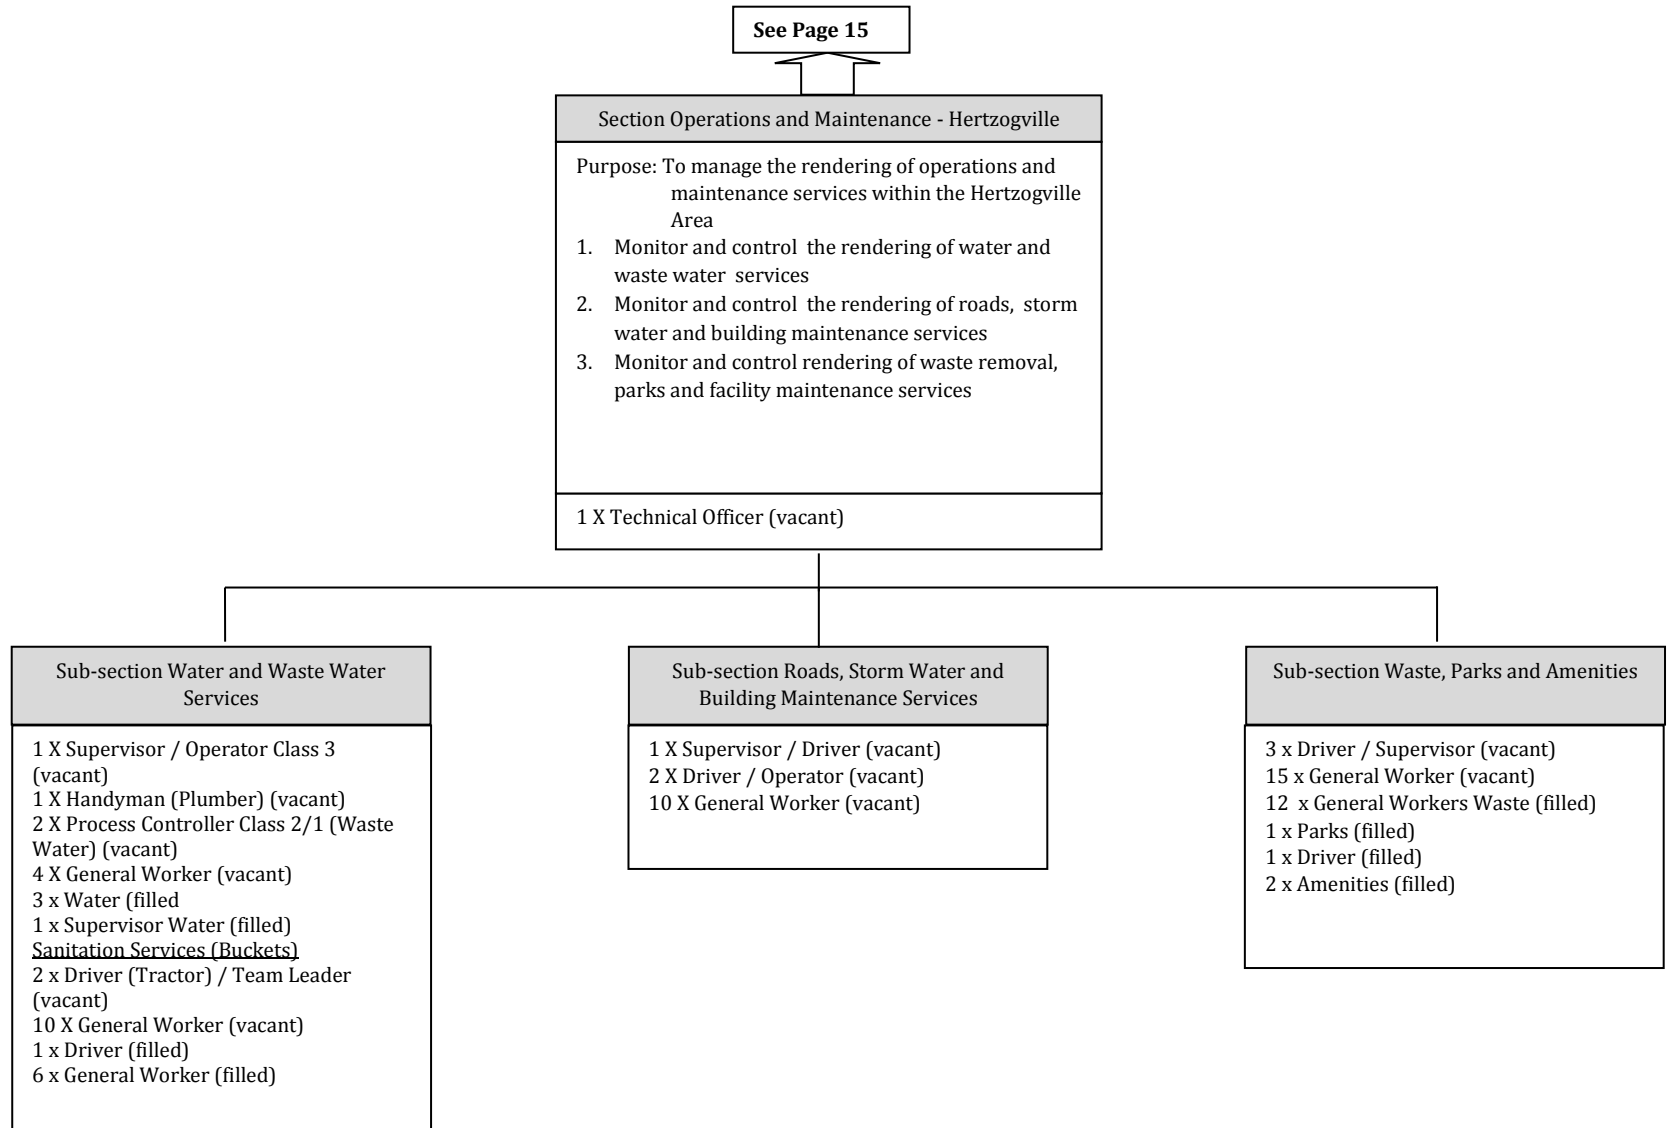 See Page 15
Section Operations and Maintenance - Hertzogville
Purpose: To manage the rendering of operations and
maintenance services within the Hertzogville
Area
1. Monitor and control the rendering of water and
waste water services
2. Monitor and control the rendering of roads, storm
water and building maintenance services
3. Monitor and control rendering of waste removal,
parks and facility maintenance services
1 X Technical Officer (vacant)
Sub-section Water and Waste Water
Services
1 X Supervisor / Operator Class 3
(vacant)
1 X Handyman (Plumber) (vacant)
2 X Process Controller Class 2/1 (Waste
Water) (vacant)
4 X General Worker (vacant)
3 x Water (filled
1 x Supervisor Water (filled)
Sanitation Services (Buckets)
2 x Driver (Tractor) / Team Leader
(vacant)
10 X General Worker (vacant)
1 x Driver (filled)
6 x General Worker (filled)
Sub-section Roads, Storm Water and
Building Maintenance Services
1 X Supervisor / Driver (vacant)
2 X Driver / Operator (vacant)
10 X General Worker (vacant)
Sub-section Waste, Parks and Amenities
3 x Driver / Supervisor (vacant)
15 x General Worker (vacant)
12 x General Workers Waste (filled)
1 x Parks (filled)
1 x Driver (filled)
2 x Amenities (filled)